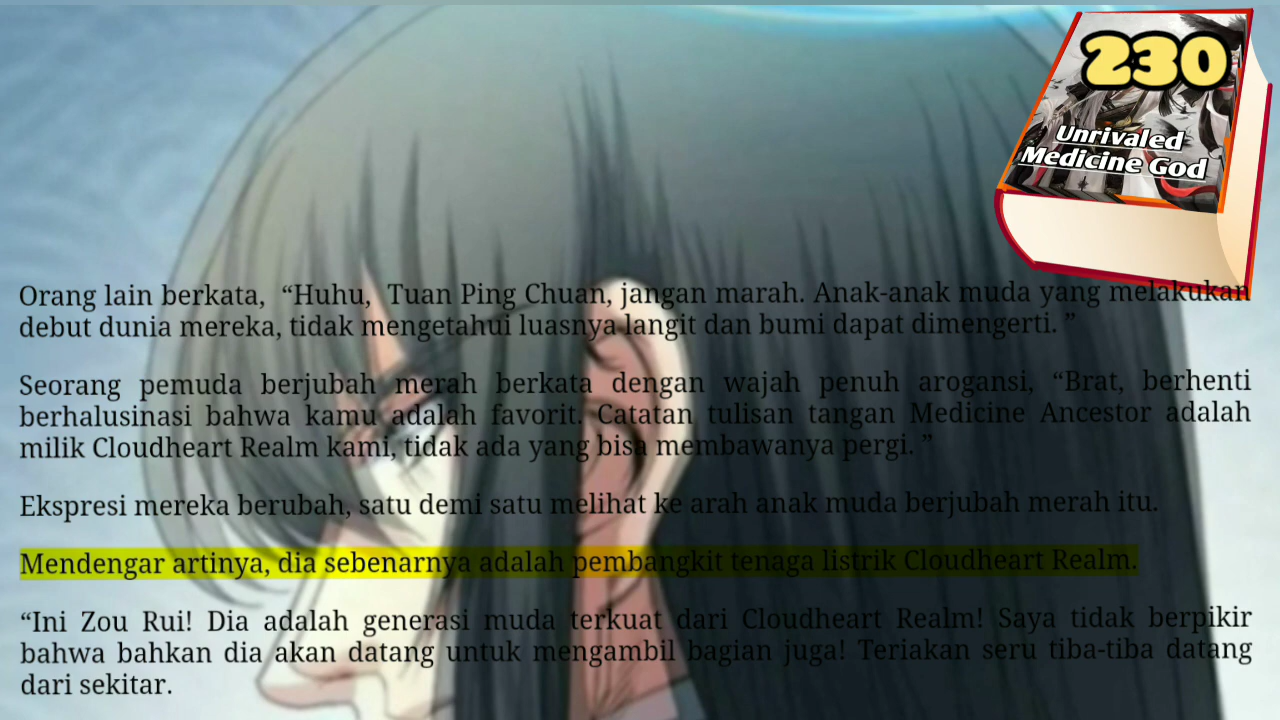 230
Unrivaled
Medicine God
Orang lain berkata, “Huhu, Tuan Ping Chuan, jangan marah. Anak-anak muda yang melakukan
debut dunia mereka, tidak mengetahui luasnya langit dan bumi dapat dimengerti. ”
Seorang pemuda berjubah merah berkata dengan wajah penuh arogansi, “Brat, berhenti
berhalusinasi bahwa kamu adalah favorit. Catatan tulisan tangan Medicine Ancestor adalah
milik Cloudheart Realm kami, tidak ada yang bisa membawanya pergi. ”
Ekspresi mereka berubah, satu demi satu melihat ke arah anak muda berjubah merah itu.
Mendengar artinya, dia sebenarnya adalah pembangkit tenaga listrik Cloudheart Realm.
“Ini Zou Rui! Dia adalah generasi muda terkuat dari Cloudheart Realm! Saya tidak berpikir
bahwa bahkan dia akan datang untuk mengambil bagian juga! Teriakan seru tiba-tiba datang
dari sekitar.